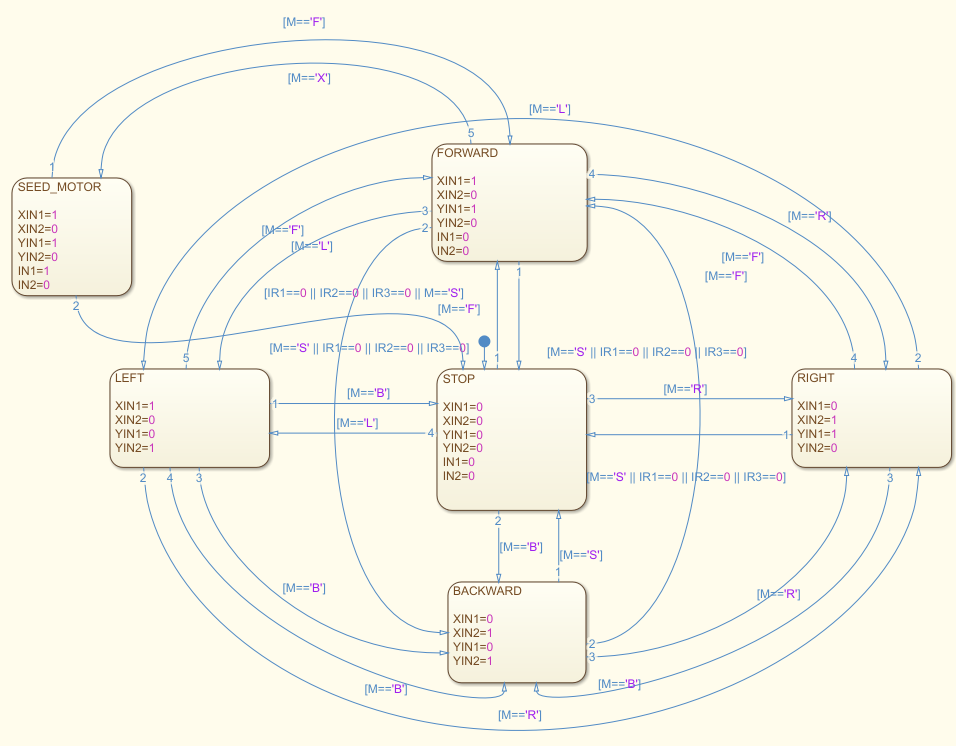 [M=='F']
[M=='X']
[M=='L']
5
1
FORWARD
XIN1=1
XIN2=0
YIN1=1
YIN2=0
IN1=0
IN2=0
4
3
2
1
SEED_MOTOR
XIN1=1
XIN2=0
YIN1=1
YIN2=0
IN1=1
IN2=0
2
[M=='F']
[M=='L']
[M=='R']
[M=='F']
[M=='F']
[IR1==0 || IR2==0 || IR3==0 || M=='S']
[M=='F']
[M=='S' || IR1==0 || IR2==0 || IR3==0]
[M=='S' || IR1==0 || IR2==0 || IR3==0]
5
1
4
2
LEFT
XIN1=1
XIN2=0
YIN1=0
YIN2=1
1
[M=='B']
[M=='L']
4
STOP
XIN1=0
XIN2=0
YIN1=0
YIN2=0
IN1=0
IN2=0
3
[M=='R']
1
RIGHT
XIN1=0
XIN2=1
YIN1=1
YIN2=0
2
4
3
3
[M=='S' || IR1==0 || IR2==0 || IR3==0]
2
[M=='B']
[M=='S']
1
BACKWARD
XIN1=0
XIN2=1
YIN1=0
YIN2=1
2
3
[M=='B']
[M=='R']
[M=='B']
[M=='B']
[M=='R']